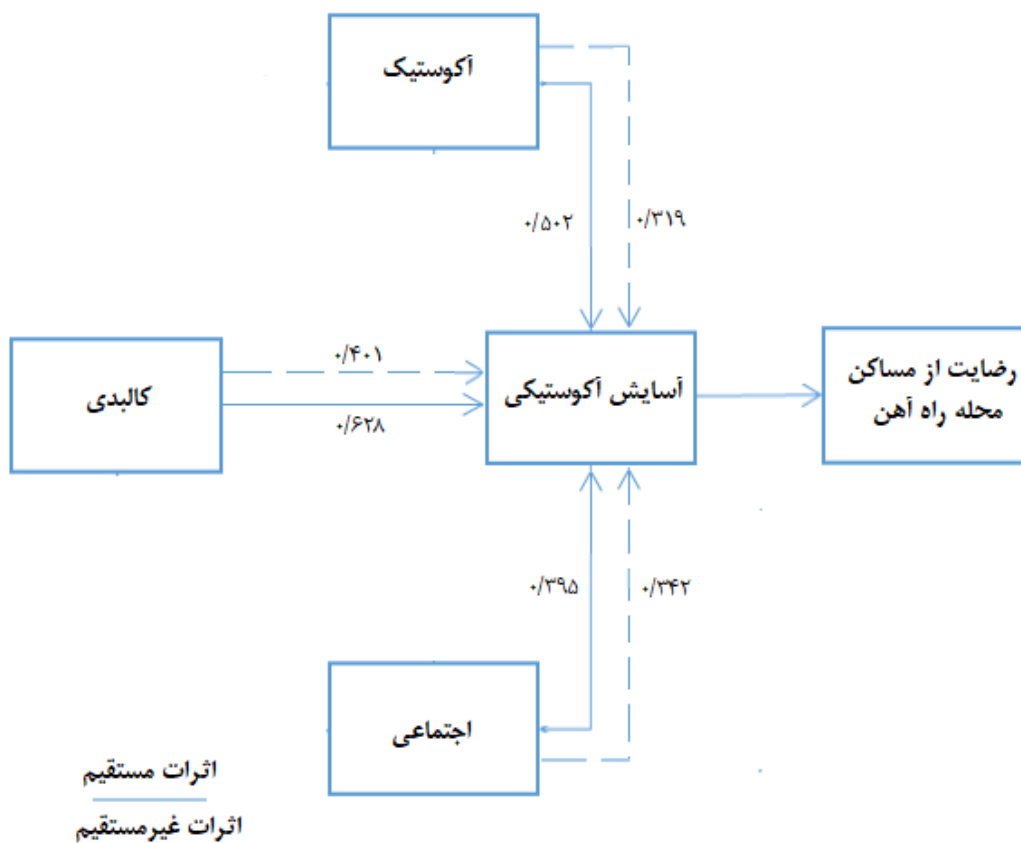 آکوستیک
۰/۵۰۲
۰/۳۱۹
۰/۴۰۱
کالبدی
۰/۶۲۸
آسایش آکوستیکی
رضایت از مساکن
محله راه آهن
۰/۳۹۵
۰/۳۴۲
اجتماعی
اثرات مستقیم
اثرات غیرمستقیم